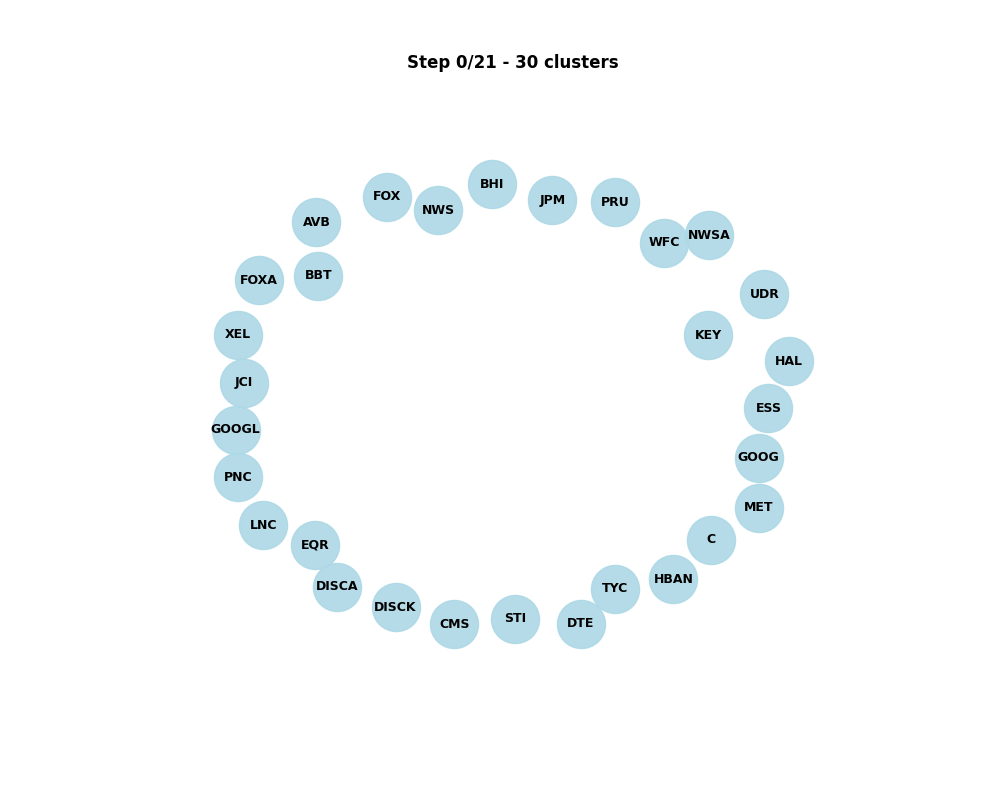 Step 0/21 - 30 clusters
BHI
FOX
JPM
PRU
NWS
AVB
NWSA
WFC
BBT
FOXA
UDR
XEL
KEY
HAL
JCI
ESS
GOOGL
GOOG
PNC
MET
LNC
C
EQR
HBAN
DISCA
TYC
DISCK
STI
CMS
DTE